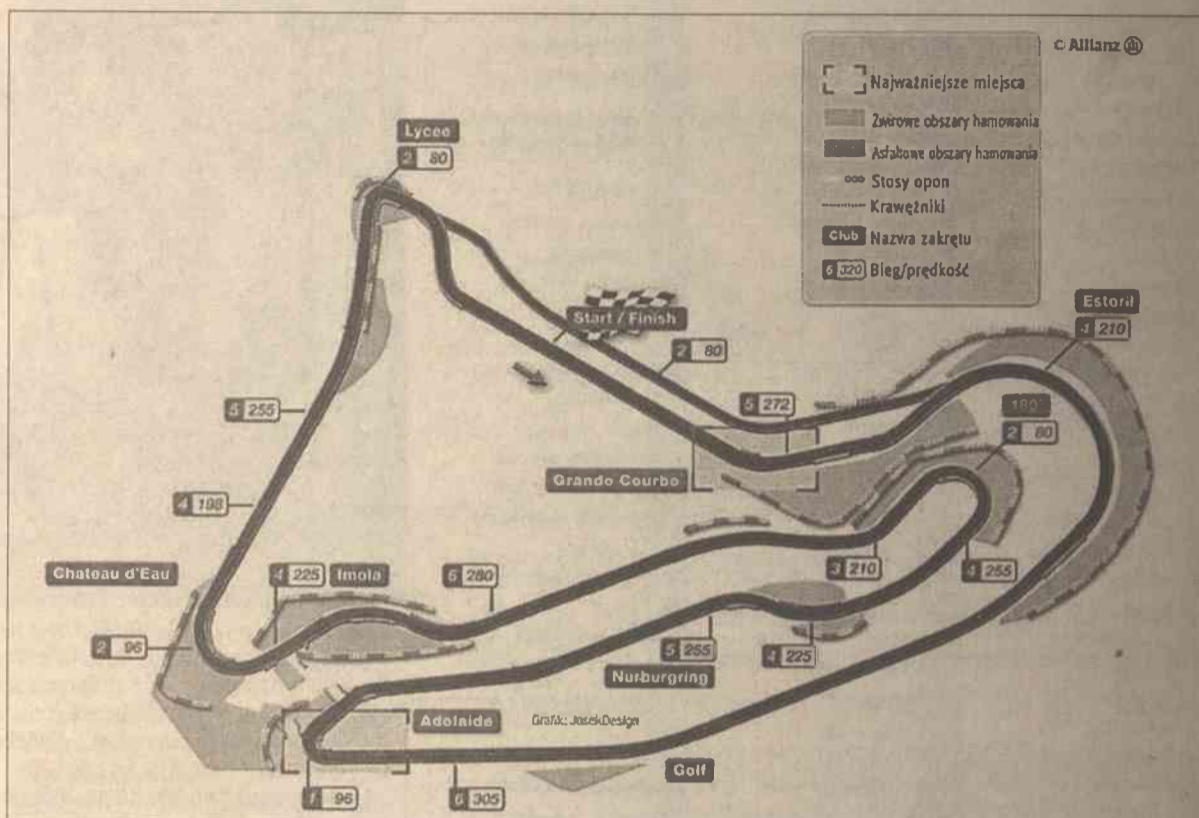 © Allianz
Najważniejsze miejsca
Żwirowe obszary hamowania
Asfaltowe obszary hamowania
Stosy opon
Krawężniki
Club Nazwa zakrętu
6 320 Bieg/prędkość
Lycee
2 80
Start / Finish
2 80
Estoril
4 210
5 272
180°
2 80
5 255
Grande Courbe
4 198
3 210
4 255
Chateau d'Eau
4 225 Imola
6 280
2 96
5 255
4 225
Nurburgring
Adelaide
Grafik: JosekDesign
Golf
96
6 305